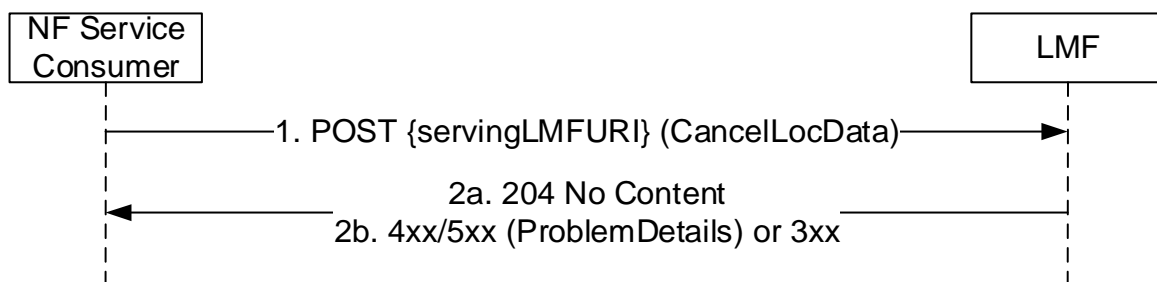 NF Service
Consumer
LMF
1. POST {servingLMFURI} (CancelLocData)
2a. 204 No Content
2b. 4xx/5xx (ProblemDetails) or 3xx